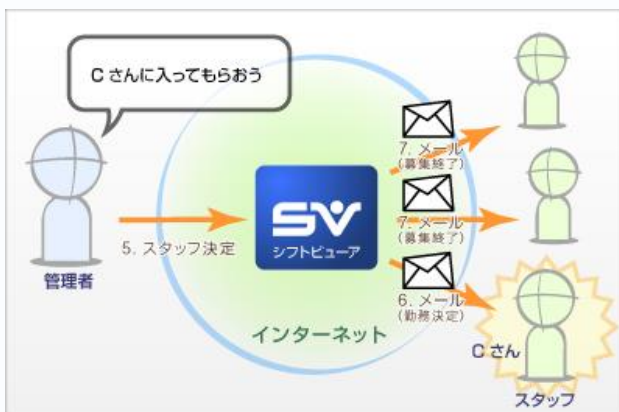 Cさんに入ってもらおう
7. メール
(募集終了)
5. スタッフ決定
管理者
SV
シフトビューア
インターネット
7. メール
(募集終了)
6. メール
(勤務決定)
Cさん
スタッフ